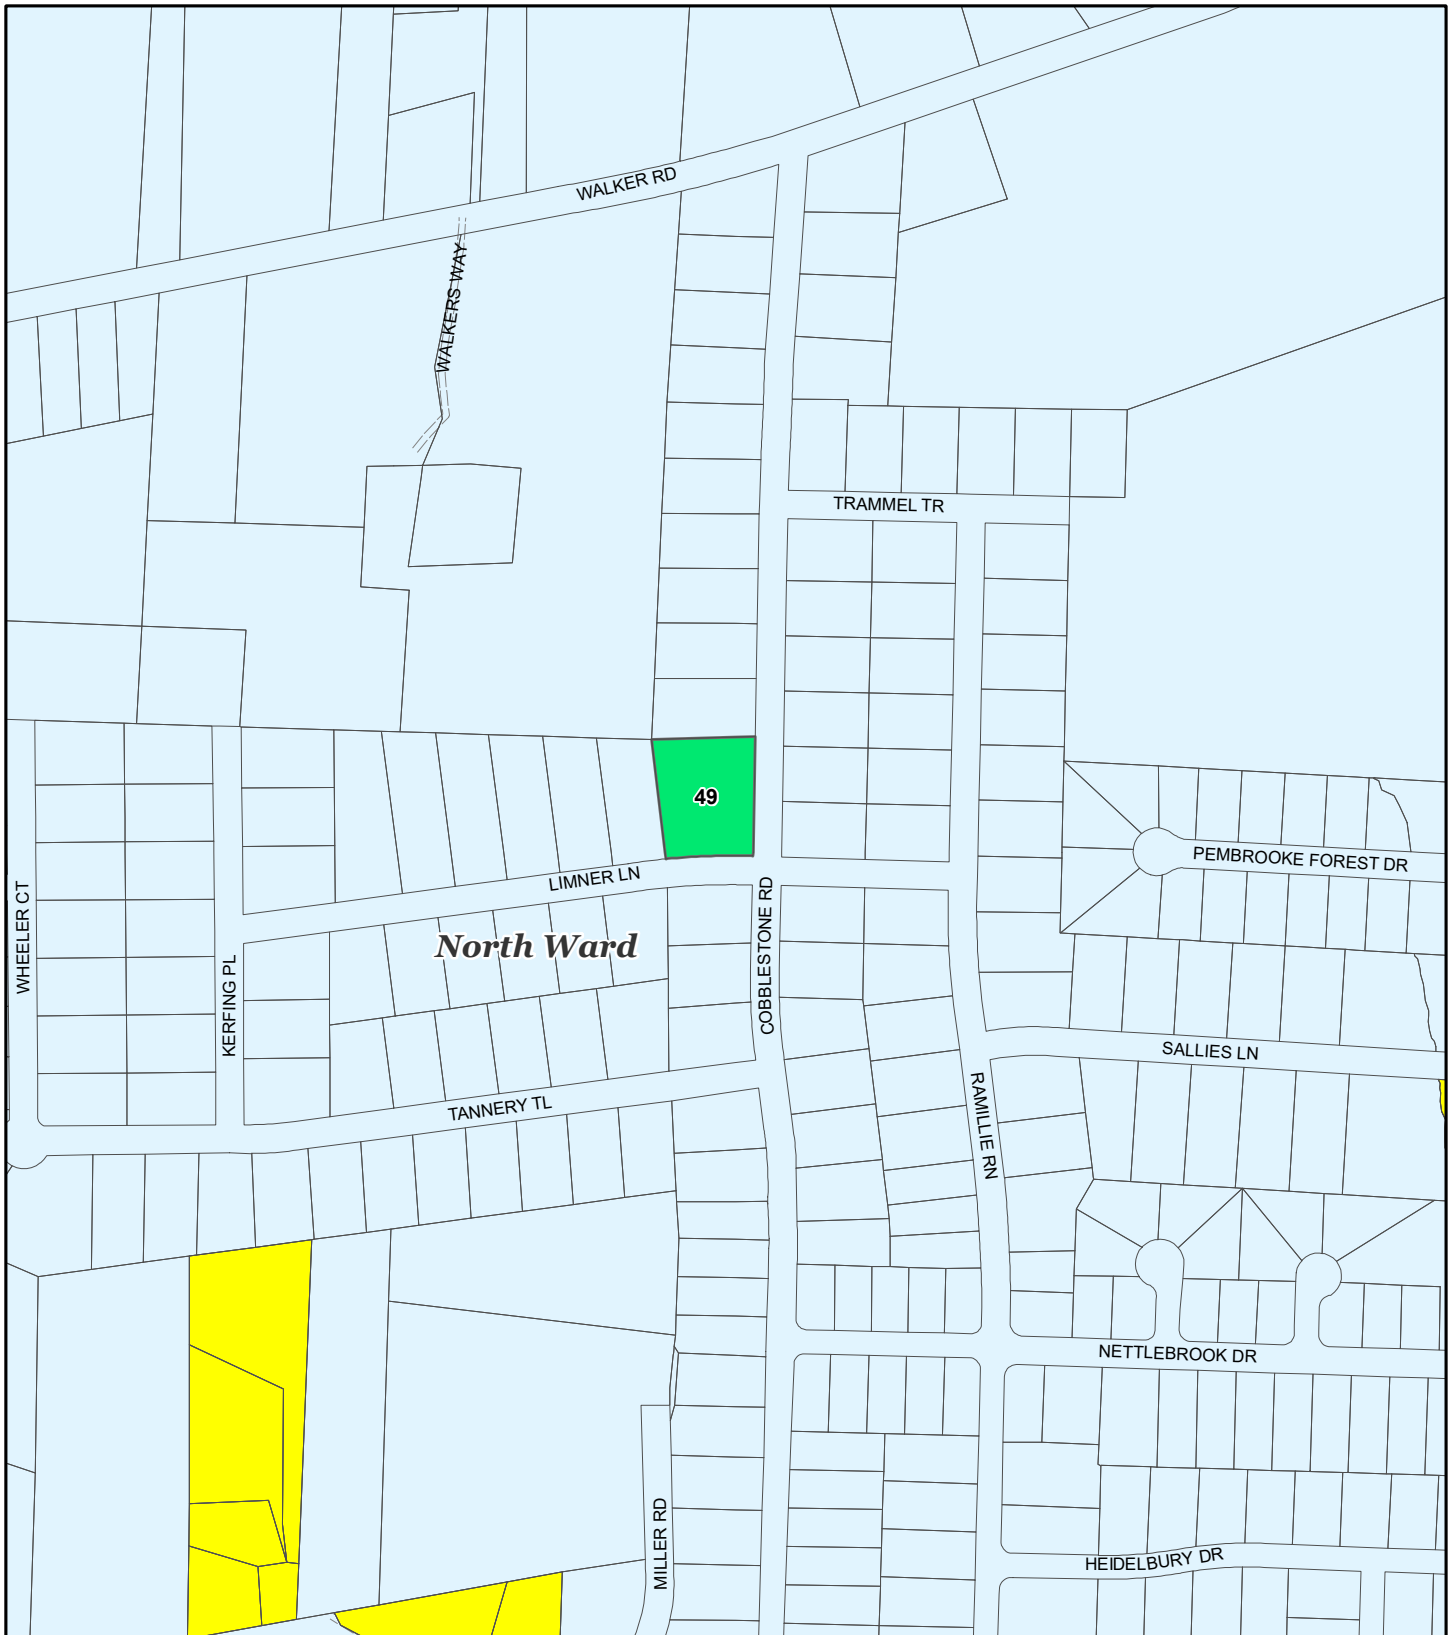 WALKER RD
WALKERS WAY
TRAMMEL TR
49
PEMBROOKE FOREST DR
LIMNER LN
WHEELER CT
North Ward
COBBLESTONE RD
KERFING PL
SALLIES LN
TANNERY TL
RAMILLIE RN
NETTLEBROOK DR
MILLER RD
HEIDELBURY DR